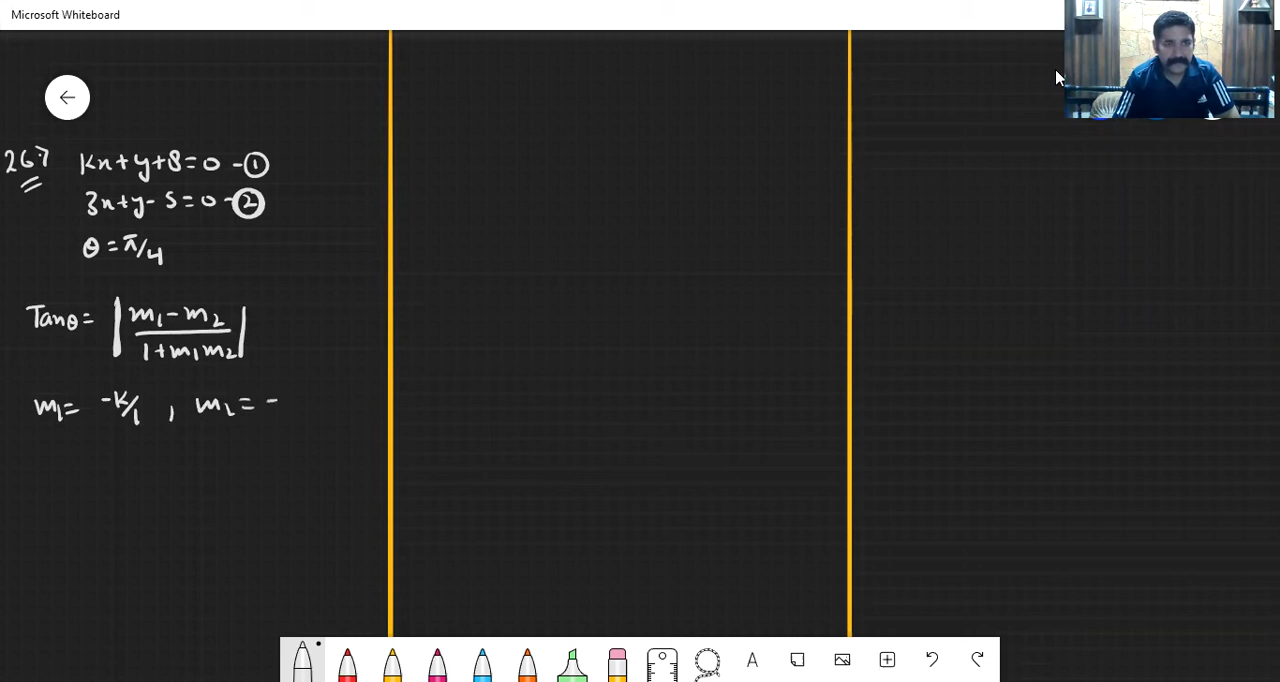 Microsoft Whiteboard
267 Kx+y+8=0 -①
3x+y-5=0 -②
θ=π/4
Tanθ= |m₁-m₂/1+m₁m₂|
m₁= -K/1 , m₂= -
A